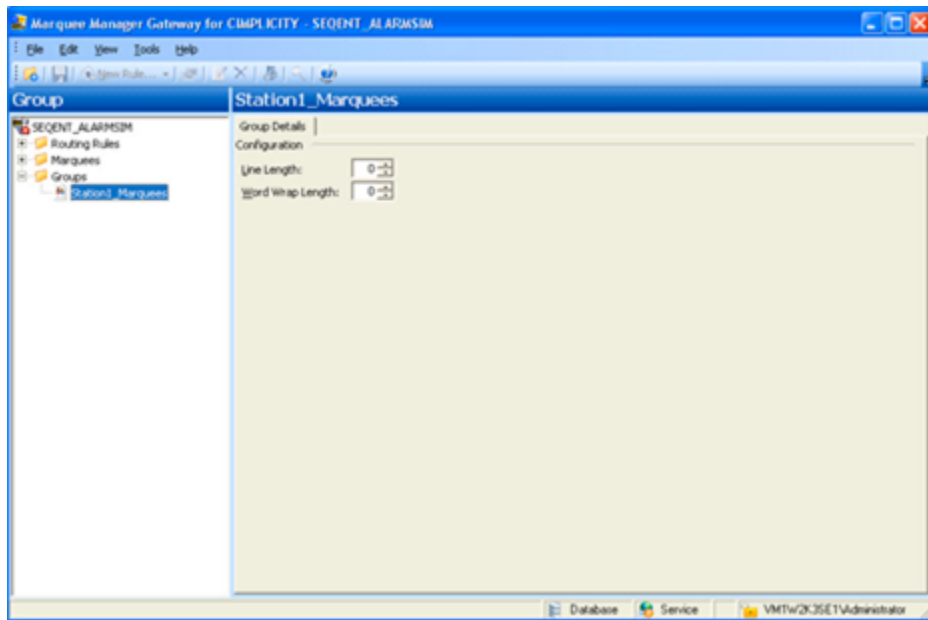 Marquee Manager Gateway for CIMPLICITY - SEQENT_ALARMSIM
File Edit View Tools Help
New Rule...
Group
Station1_Marquees
SEQENT_ALARMSIM
Routing Rules
Marquees
Groups
Station1_Marquees
Group Details
Configuration
Line Length: 0
Word Wrap Length: 0
Database Service VM1W2K3SE1\Administrator